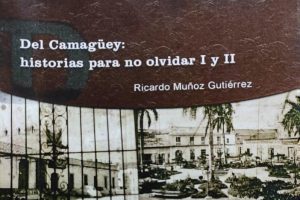 Del Camagüey:
historias para no olvidar I y II
Ricardo Muñoz Gutiérrez